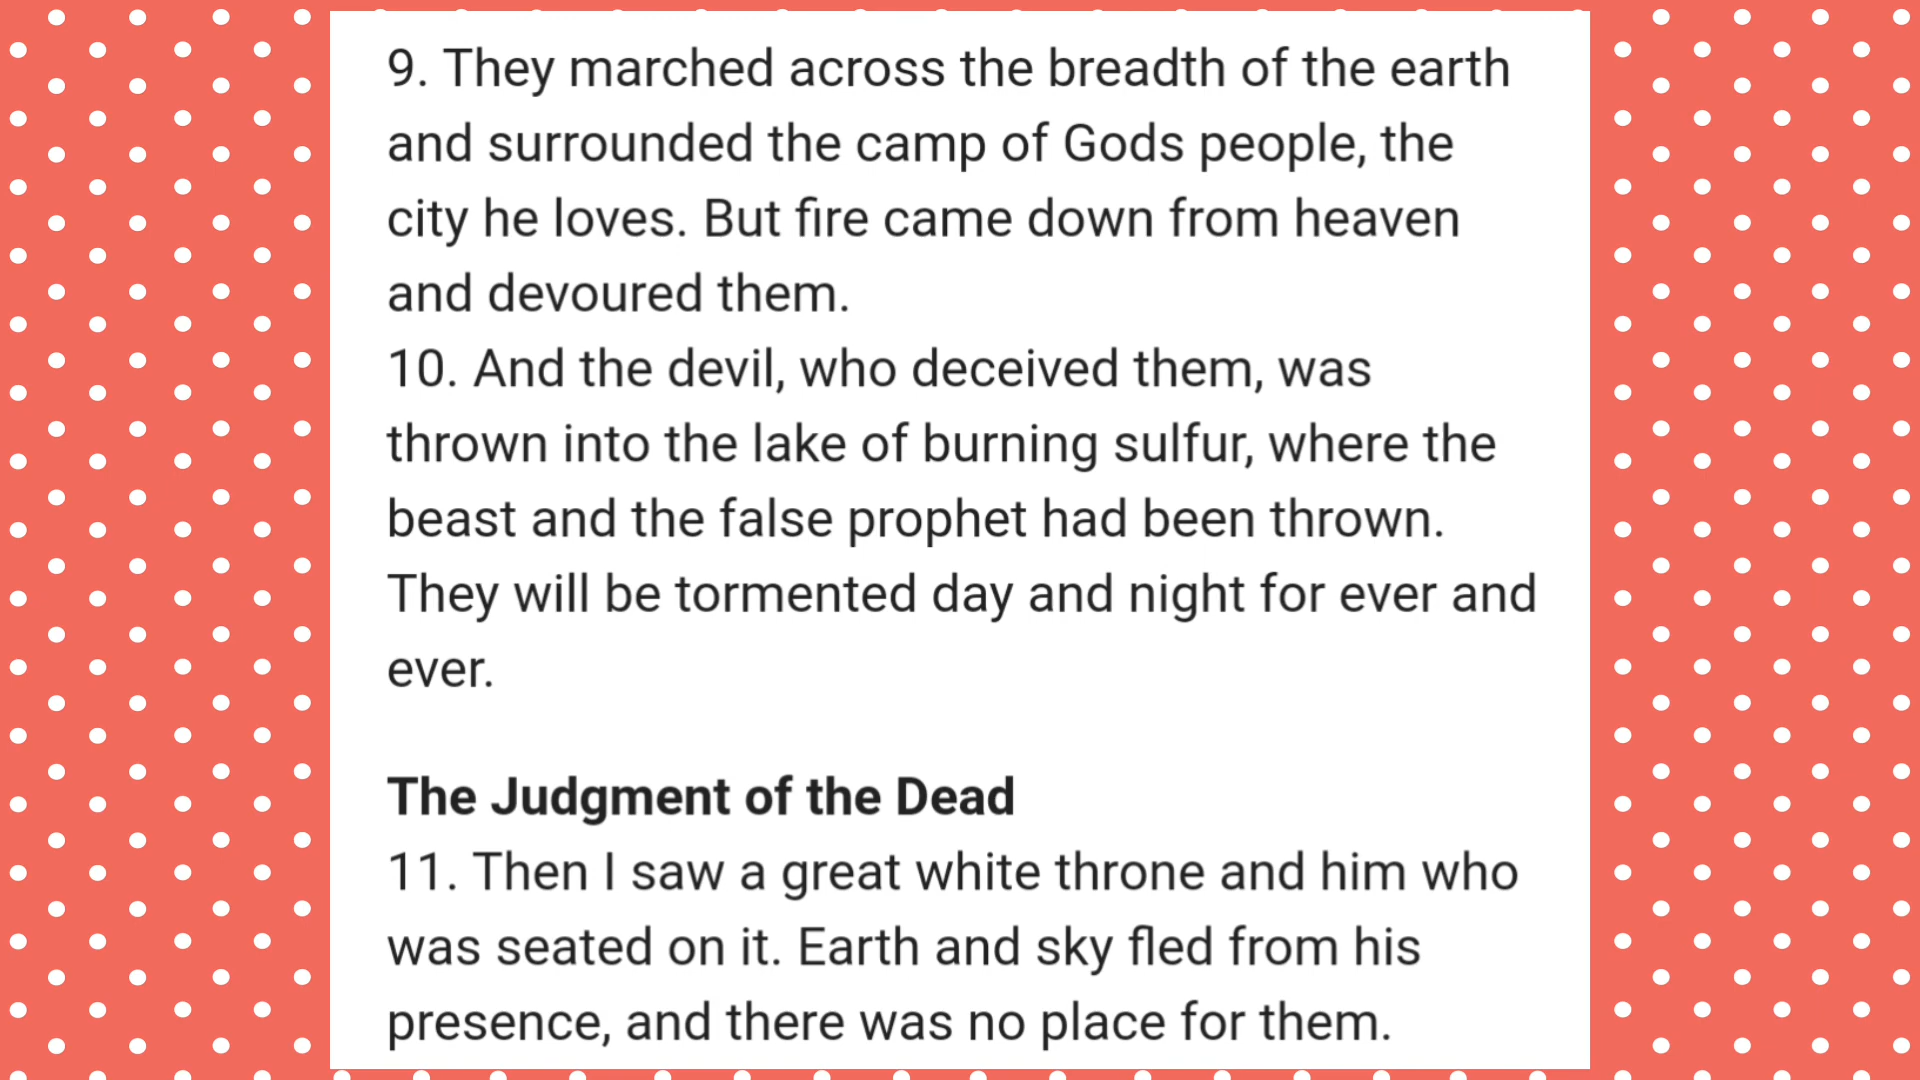 9. They marched across the breadth of the earth
and surrounded the camp of Gods people, the
city he loves. But fire came down from heaven
and devoured them.
10. And the devil, who deceived them, was
thrown into the lake of burning sulfur, where the
beast and the false prophet had been thrown.
They will be tormented day and night for ever and
ever.
The Judgment of the Dead
11. Then I saw a great white throne and him who
was seated on it. Earth and sky fled from his
presence, and there was no place for them.